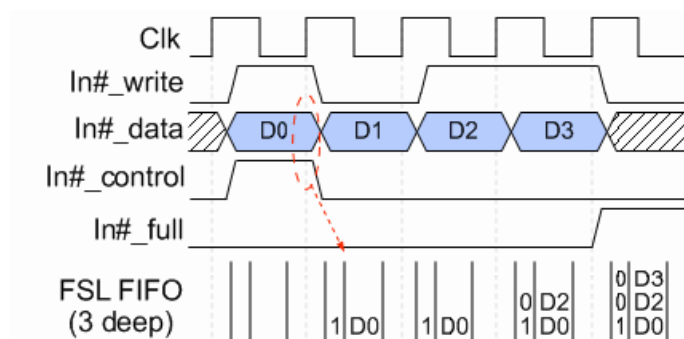 Clk
In#_write
In#_data D0 D1 D2 D3
In#_control
In#_full
FSL FIFO
(3 deep)
0 D3
0 D2 0 D2
1 D0 1 D0 1 D0 1 D0